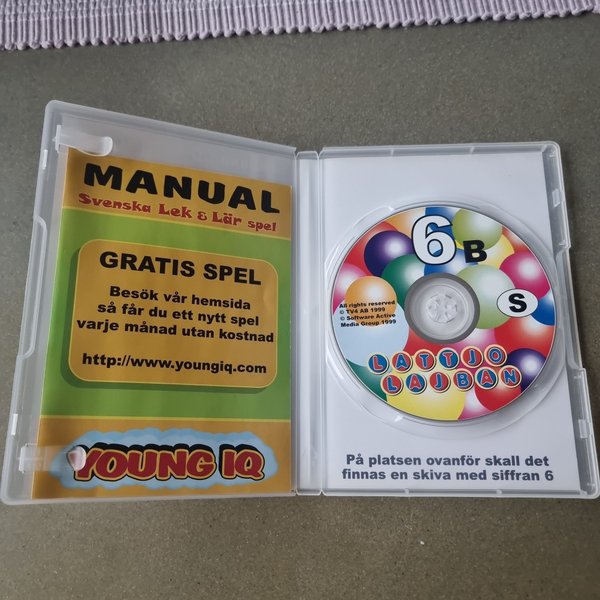 MANUAL
Svenska Lek & Lär spel
GRATIS SPEL
Besök vår hemsida
så får du ett nytt spel
varje månad utan kostnad
http://www.youngiq.com
YOUNG IQ
6
B
S
All rights reserved
© TV4 AB 1999
© Software Active
Media Group 1999
LATTJO
LAJBAN
På platsen ovanför skall det
finnas en skiva med siffran 6